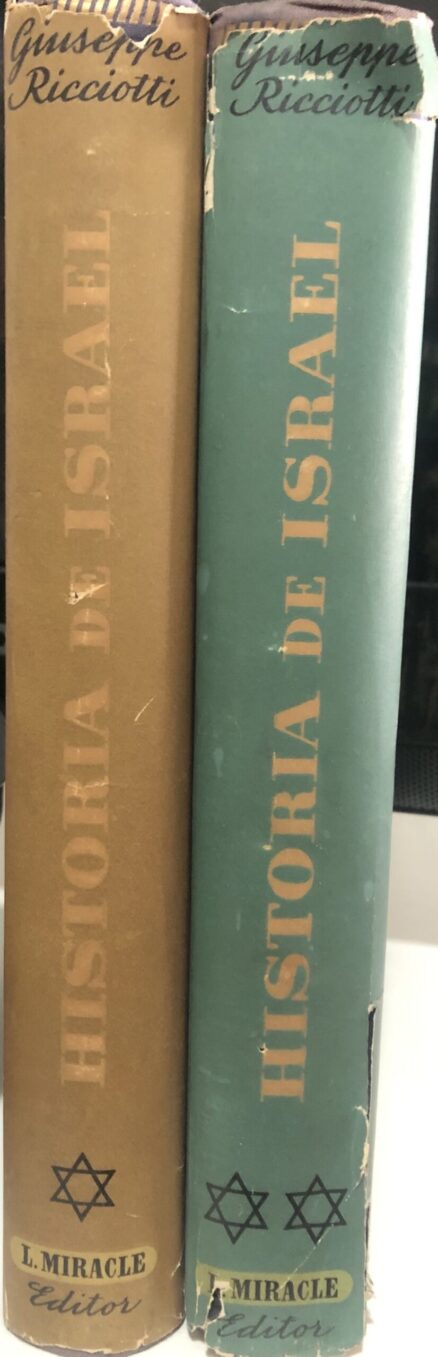 Giuseppe
Ricciotti
HISTORIA DE ISRAEL
L. MIRACLE
Editor
Giuseppe
Ricciotti
HISTORIA DE ISRAEL
L. MIRACLE
Editor